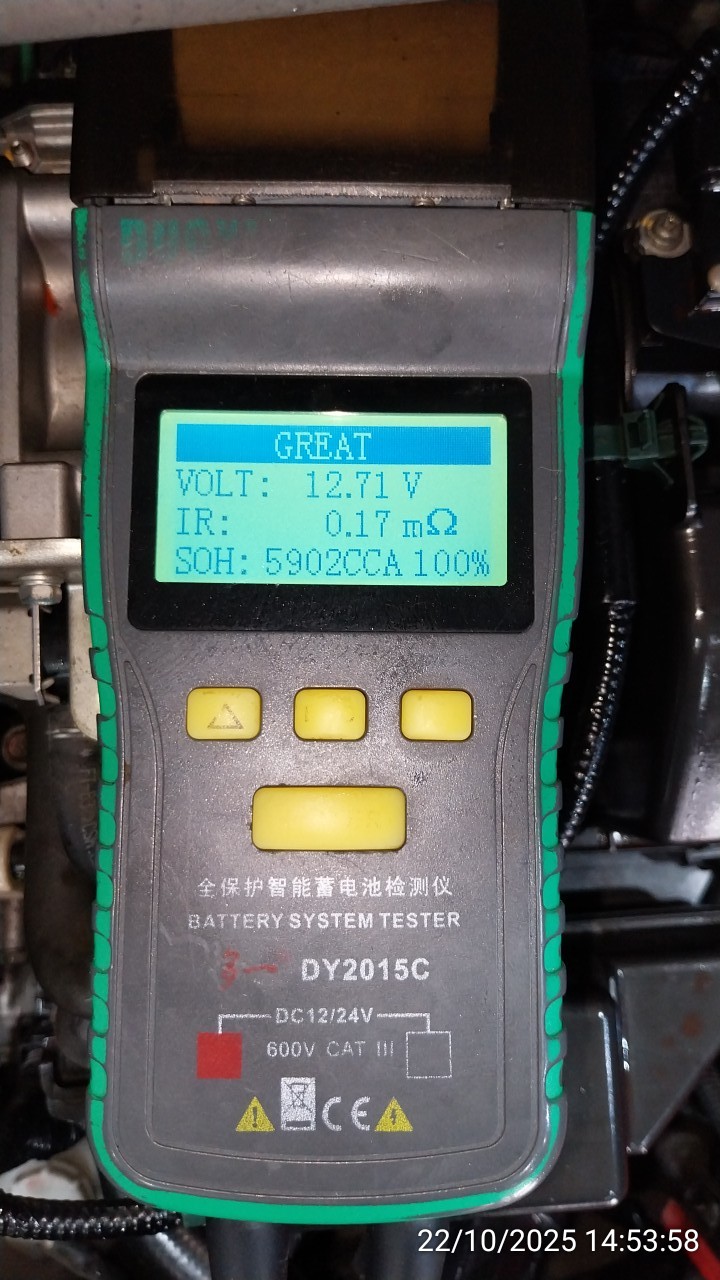 GREAT
VOLT: 12.71 V
IR: 0.17 mΩ
SOH: 5902CCA 100%
全保护智能蓄电池检测仪
BATTERY SYSTEM TESTER
DY2015C
DC12/24V
600V CAT III
CE
22/10/2025 14:53:58